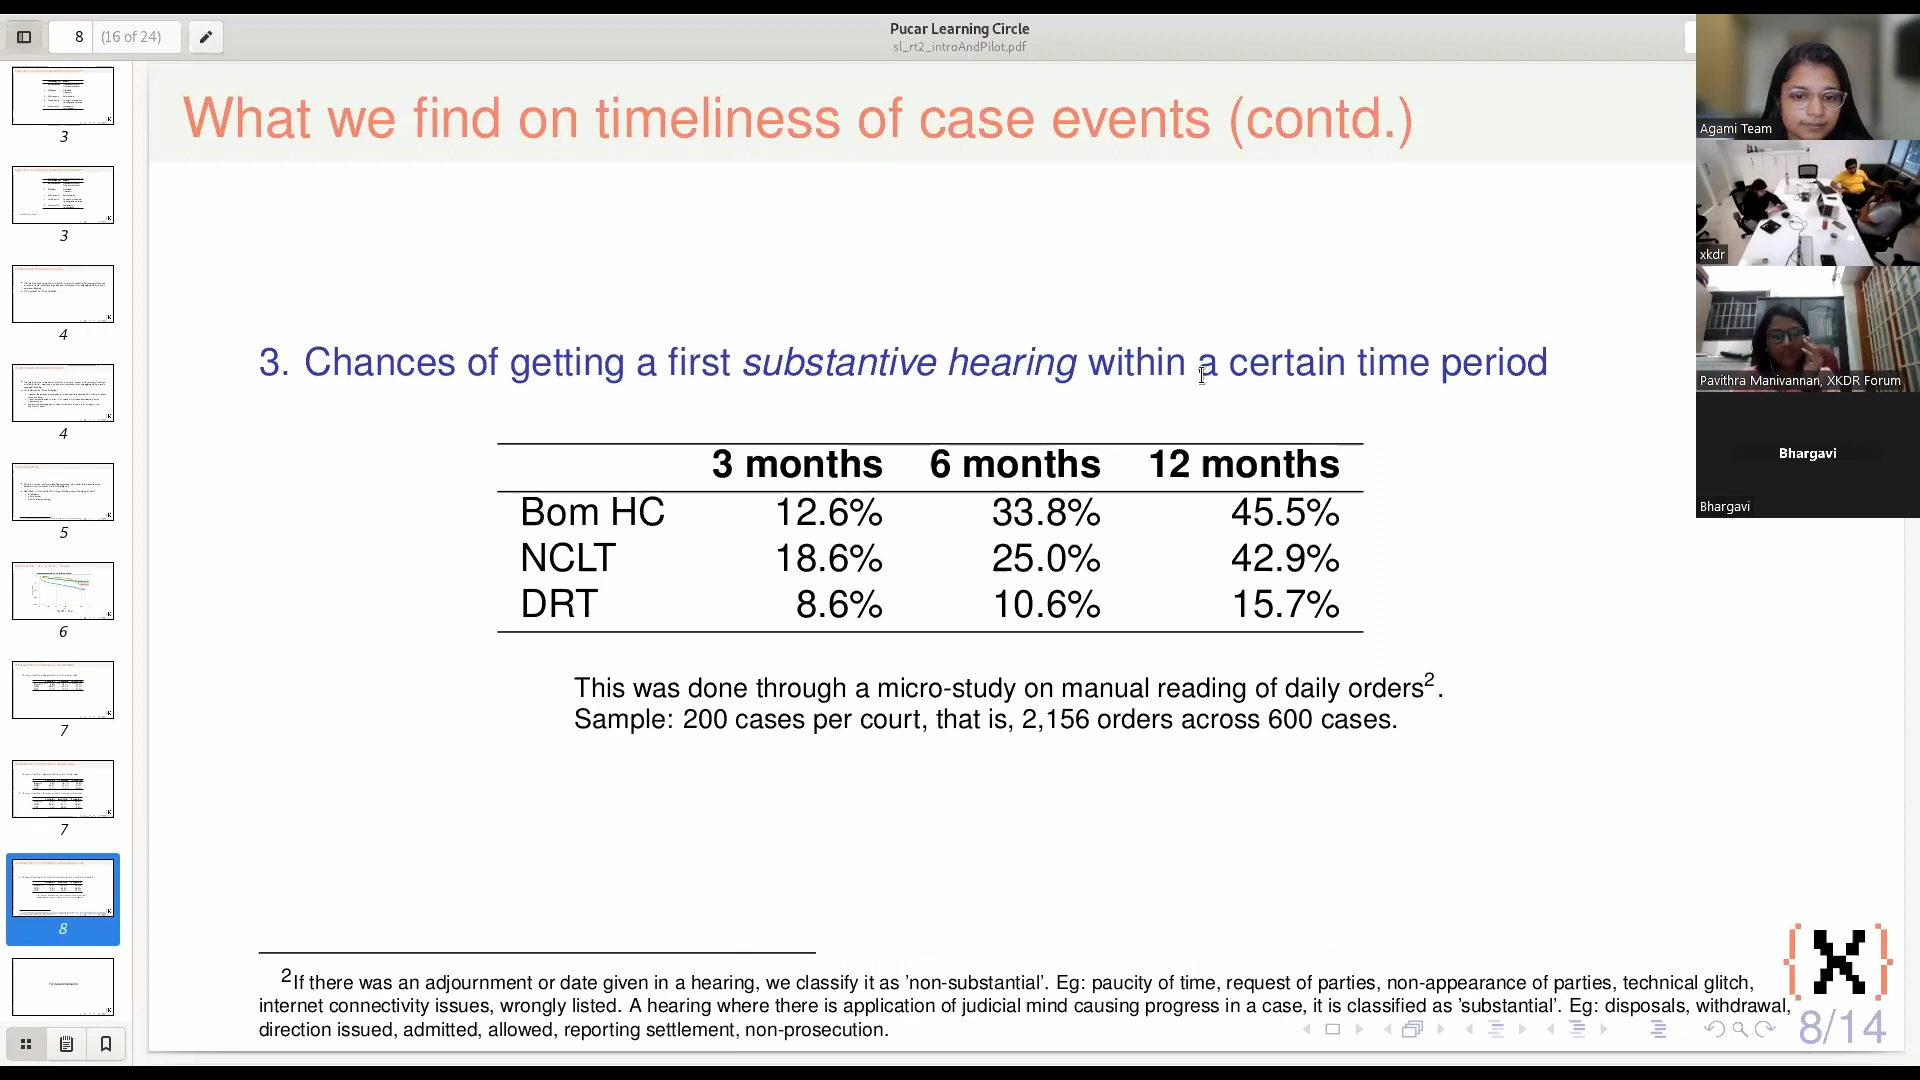 Pucar Learning Circle
sl_rt2_introAndPilot.pdf
8 (16 of 24)
What we find on timeliness of case events (contd.)
3. Chances of getting a first substantive hearing within a certain time period
3 months 6 months 12 months
Bom HC 12.6% 33.8% 45.5%
NCLT 18.6% 25.0% 42.9%
DRT 8.6% 10.6% 15.7%
This was done through a micro-study on manual reading of daily orders2.
Sample: 200 cases per court, that is, 2,156 orders across 600 cases.
2If there was an adjournment or date given in a hearing, we classify it as 'non-substantial'. Eg: paucity of time, request of parties, non-appearance of parties, technical glitch,
internet connectivity issues, wrongly listed. A hearing where there is application of judicial mind causing progress in a case, it is classified as 'substantial'. Eg: disposals, withdrawal,
direction issued, admitted, allowed, reporting settlement, non-prosecution.
8/14
3
3
4
4
5
6
7
7
8
Agami Team
xkdr
Pavithra Manivannan, XKDR Forum
Bhargavi
Bhargavi